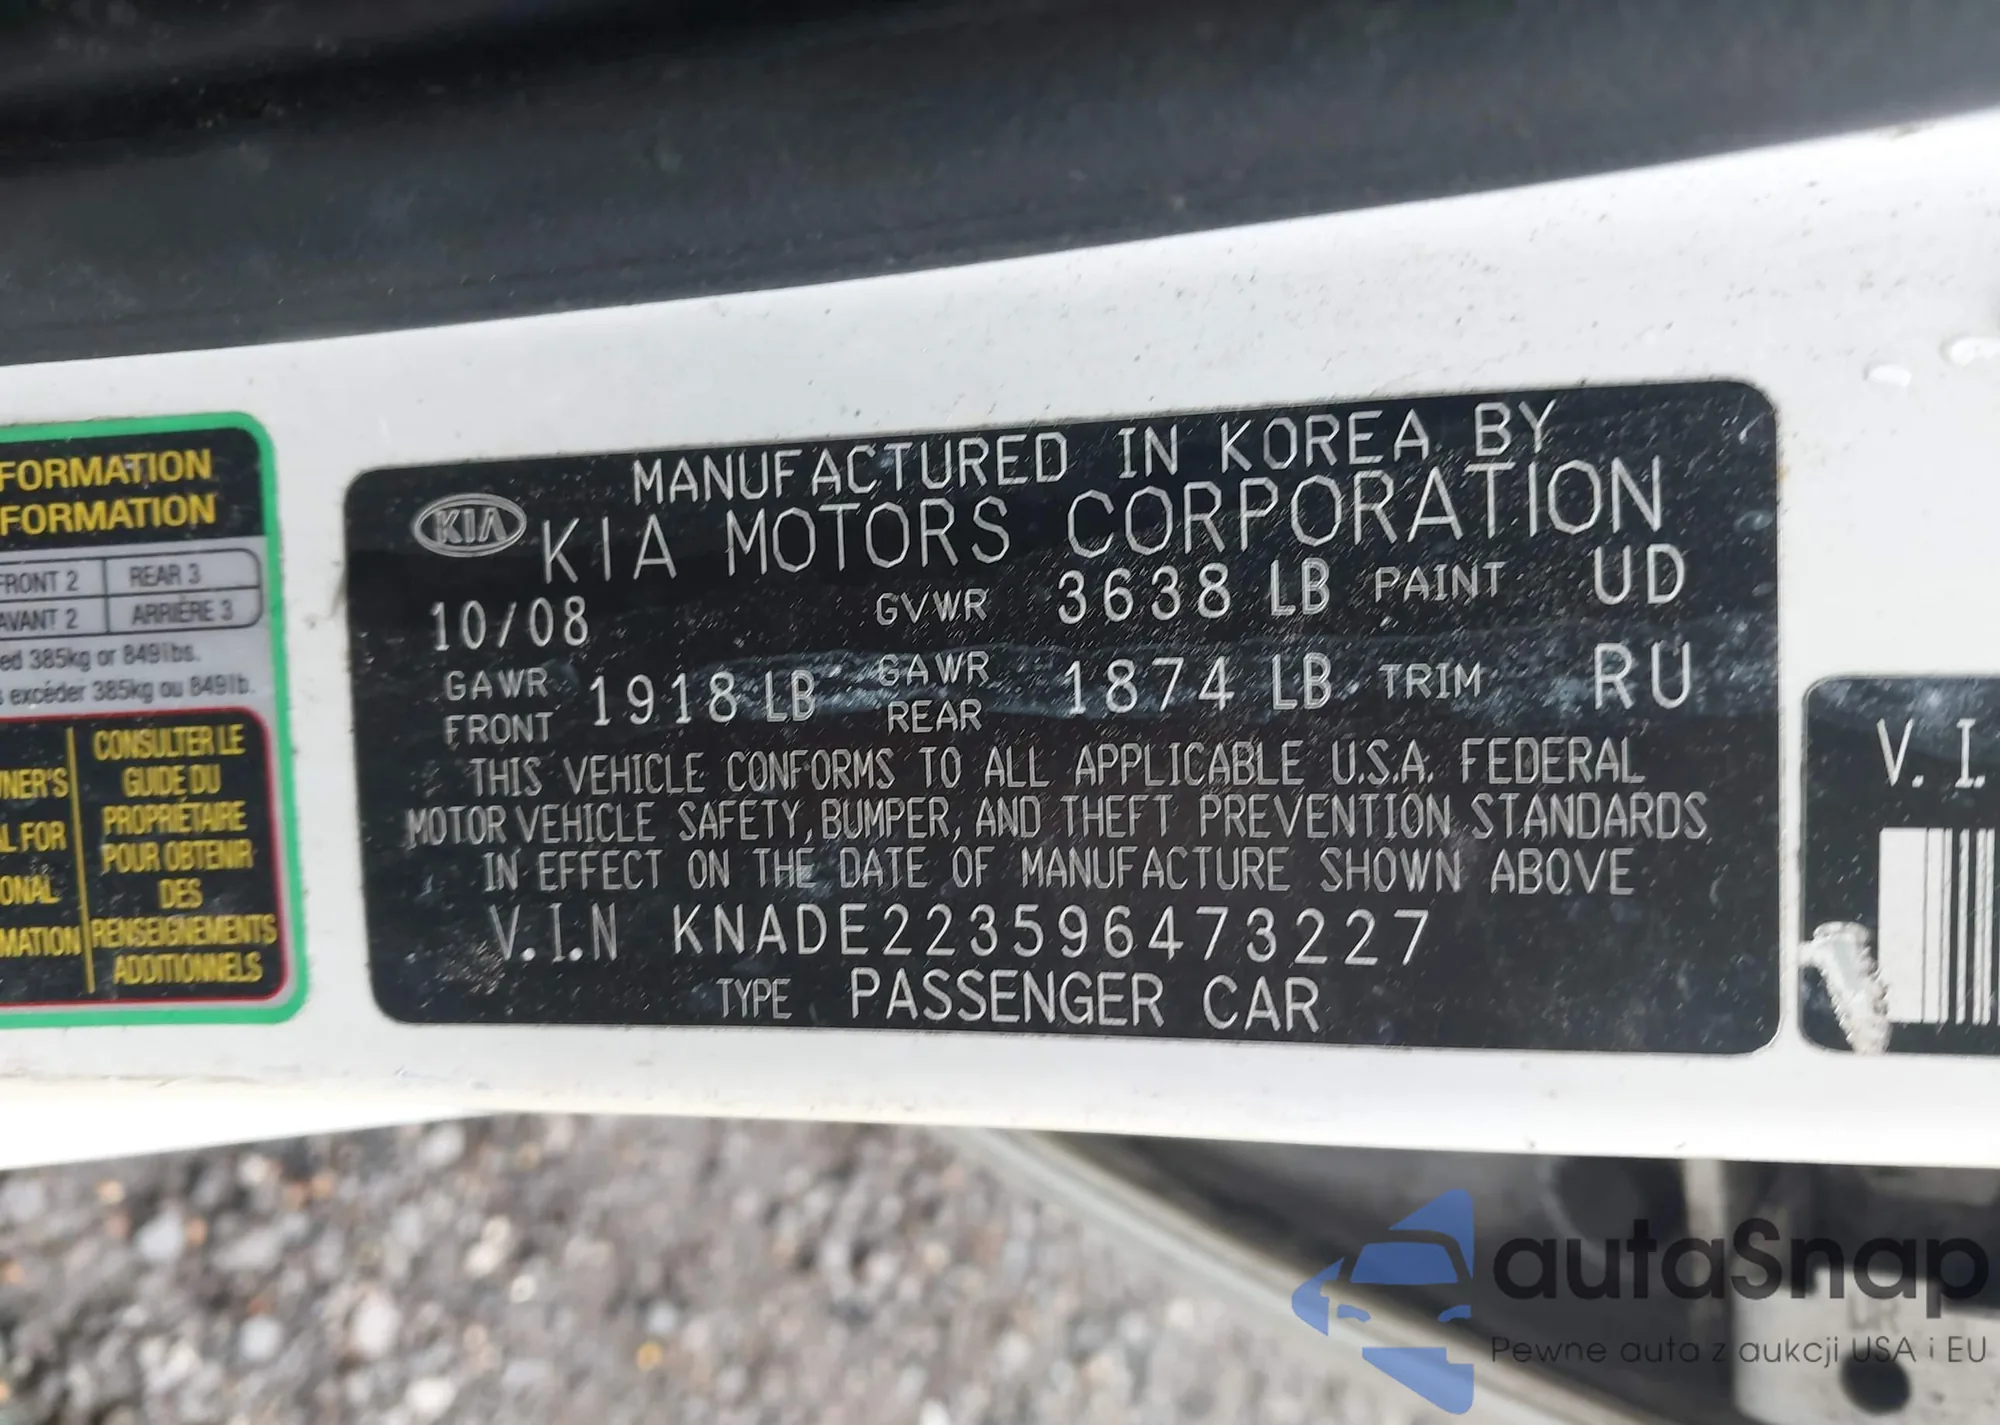 FORMATION
FORMATION
FRONT 2 REAR 3
AVANT 2 ARRIÈRE 3
ed 385kg or 849lbs.
s excéder 385kg ou 849lb.
NER'S
L FOR
ONAL
MATION
CONSULTER LE
GUIDE DU
PROPRIÉTAIRE
POUR OBTENIR
DES
RENSEIGNEMENTS
ADDITIONNELS
MANUFACTURED IN KOREA BY
KIA KIA MOTORS CORPORATION
10/08 GVWR 3638 LB PAINT UD
GAWR FRONT 1918 LB GAWR REAR 1874 LB TRIM RU
THIS VEHICLE CONFORMS TO ALL APPLICABLE U.S.A. FEDERAL
MOTOR VEHICLE SAFETY, BUMPER, AND THEFT PREVENTION STANDARDS
IN EFFECT ON THE DATE OF MANUFACTURE SHOWN ABOVE
V.I.N KNADE223596473227
TYPE PASSENGER CAR
V.I.
autaSnap
Pewne auta z aukcji USA i EU